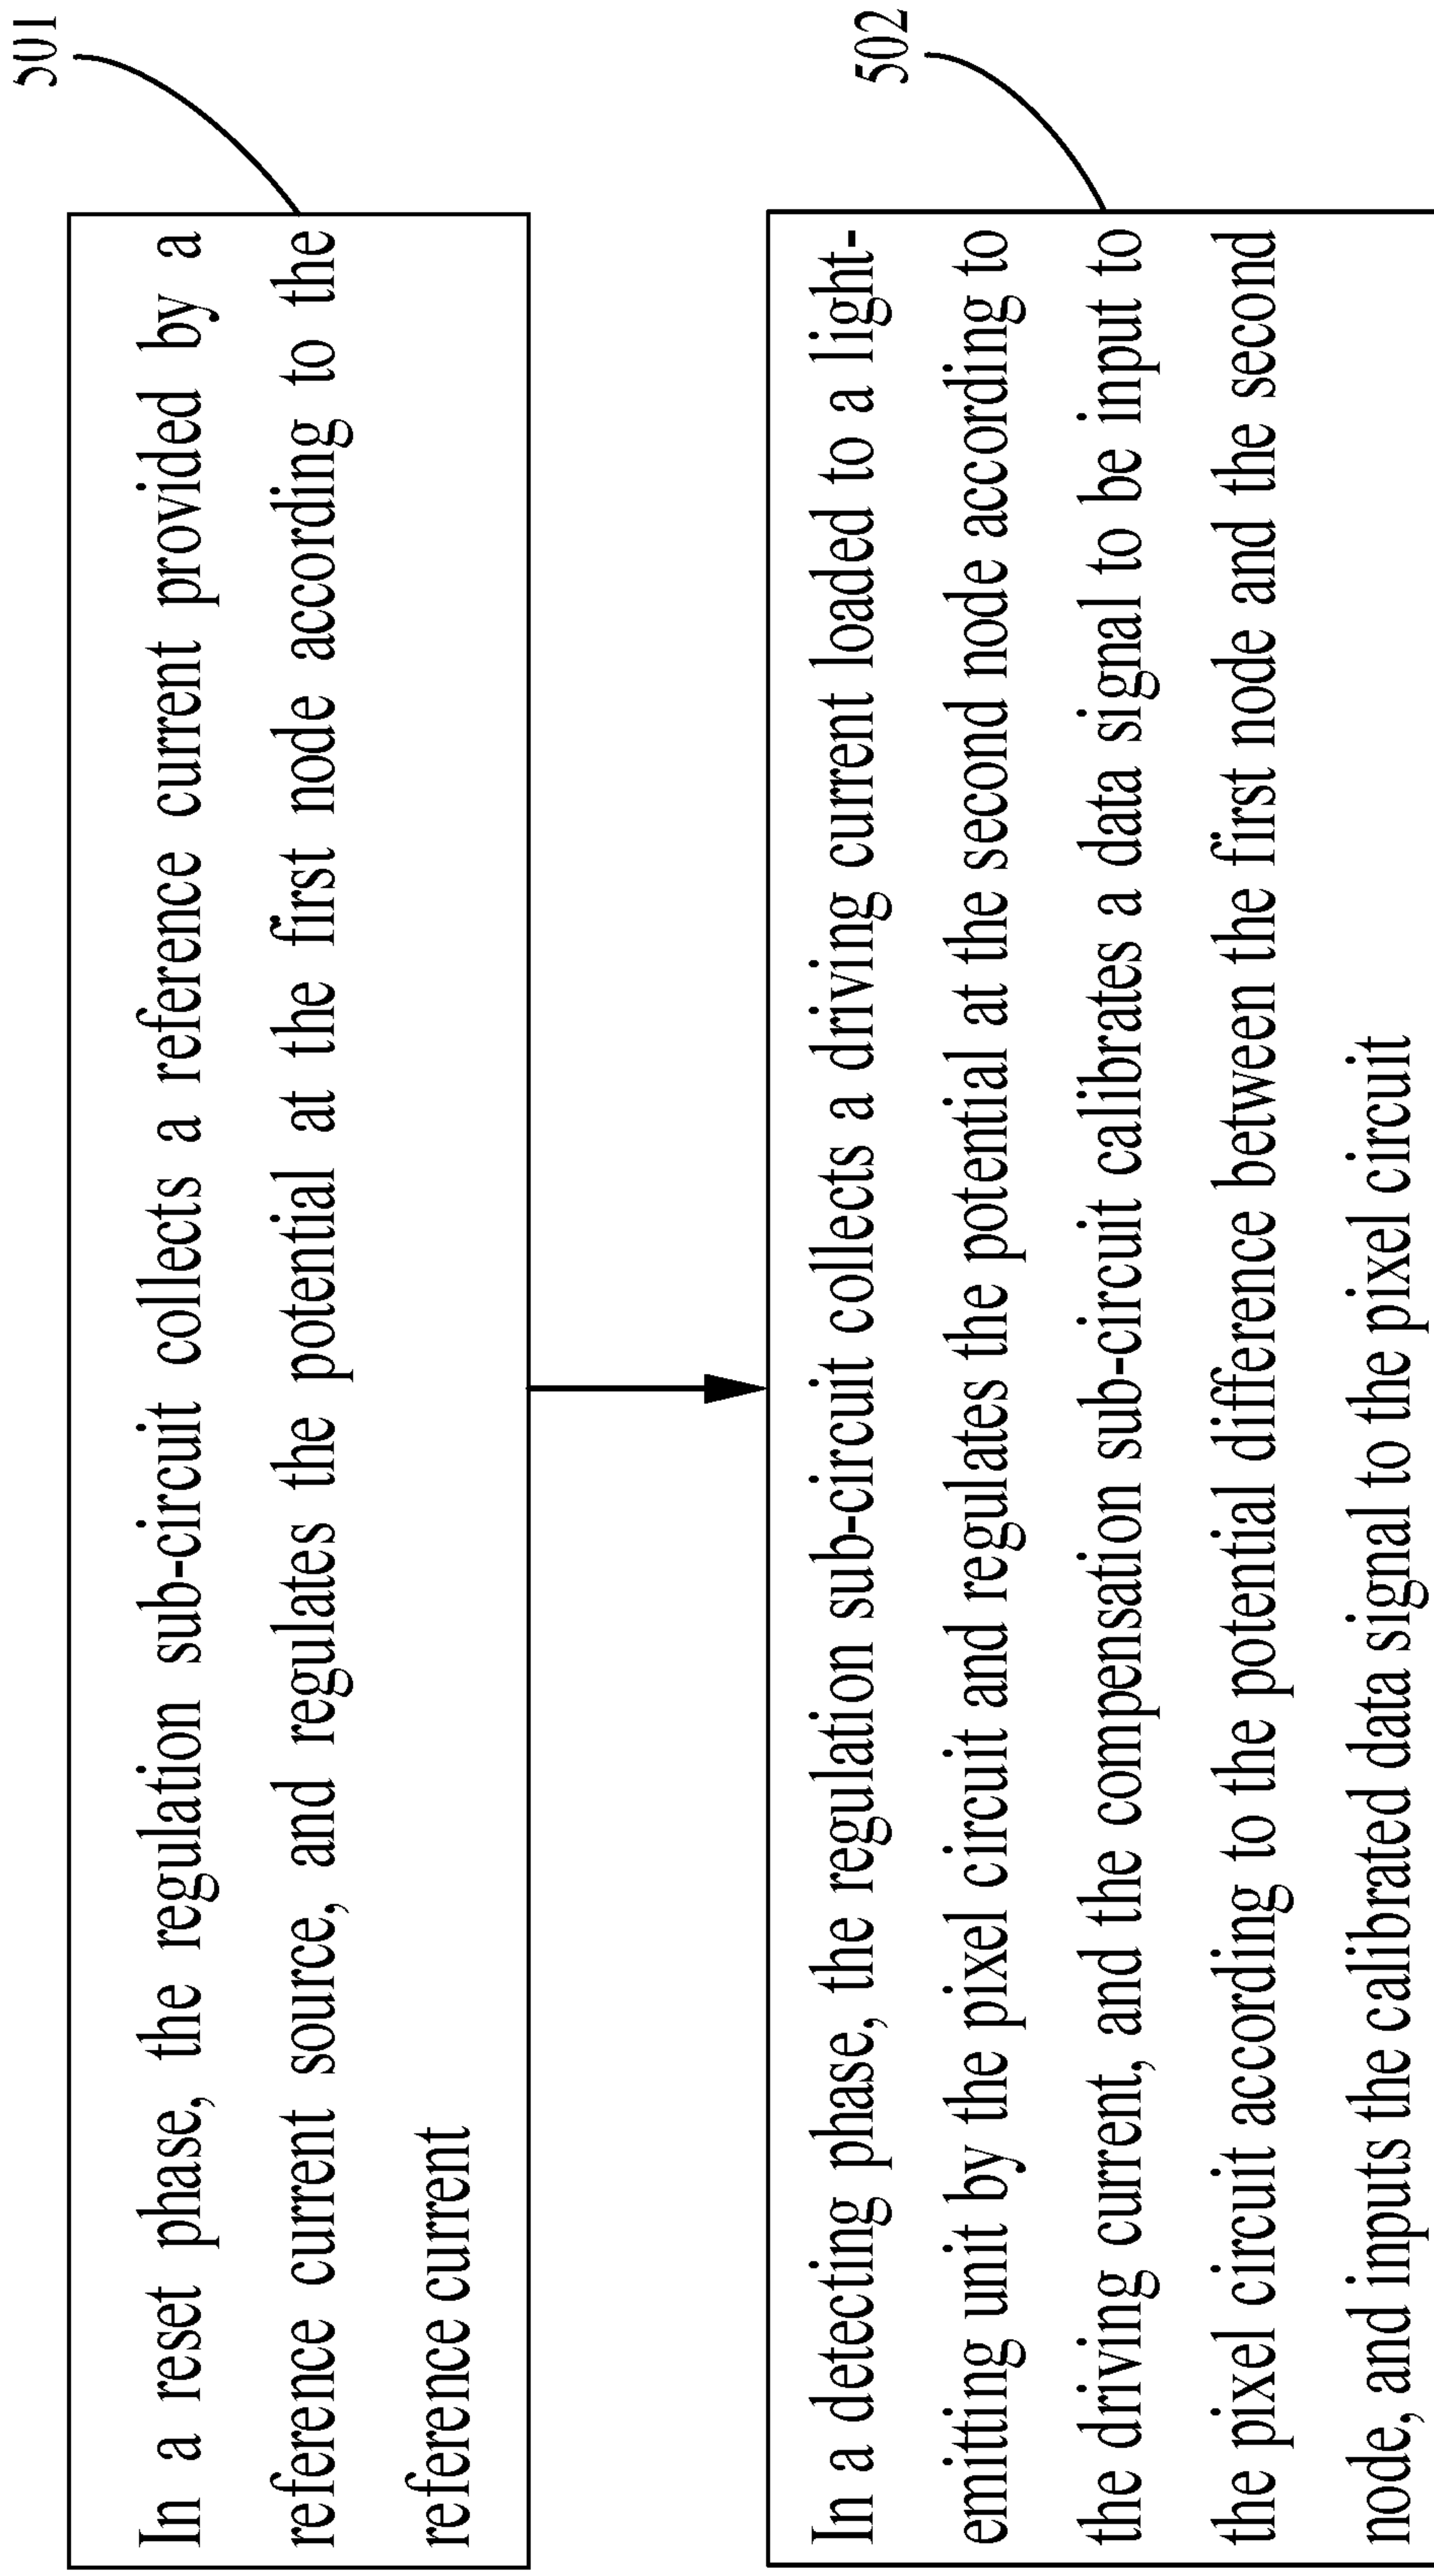 501
In a reset phase, the regulation sub-circuit collects a reference current provided by a
reference current source, and regulates the potential at the first node according to the
reference current
502
In a detecting phase, the regulation sub-circuit collects a driving current loaded to a light-
emitting unit by the pixel circuit and regulates the potential at the second node according to
the driving current, and the compensation sub-circuit calibrates a data signal to be input to
the pixel circuit according to the potential difference between the first node and the second
node, and inputs the calibrated data signal to the pixel circuit